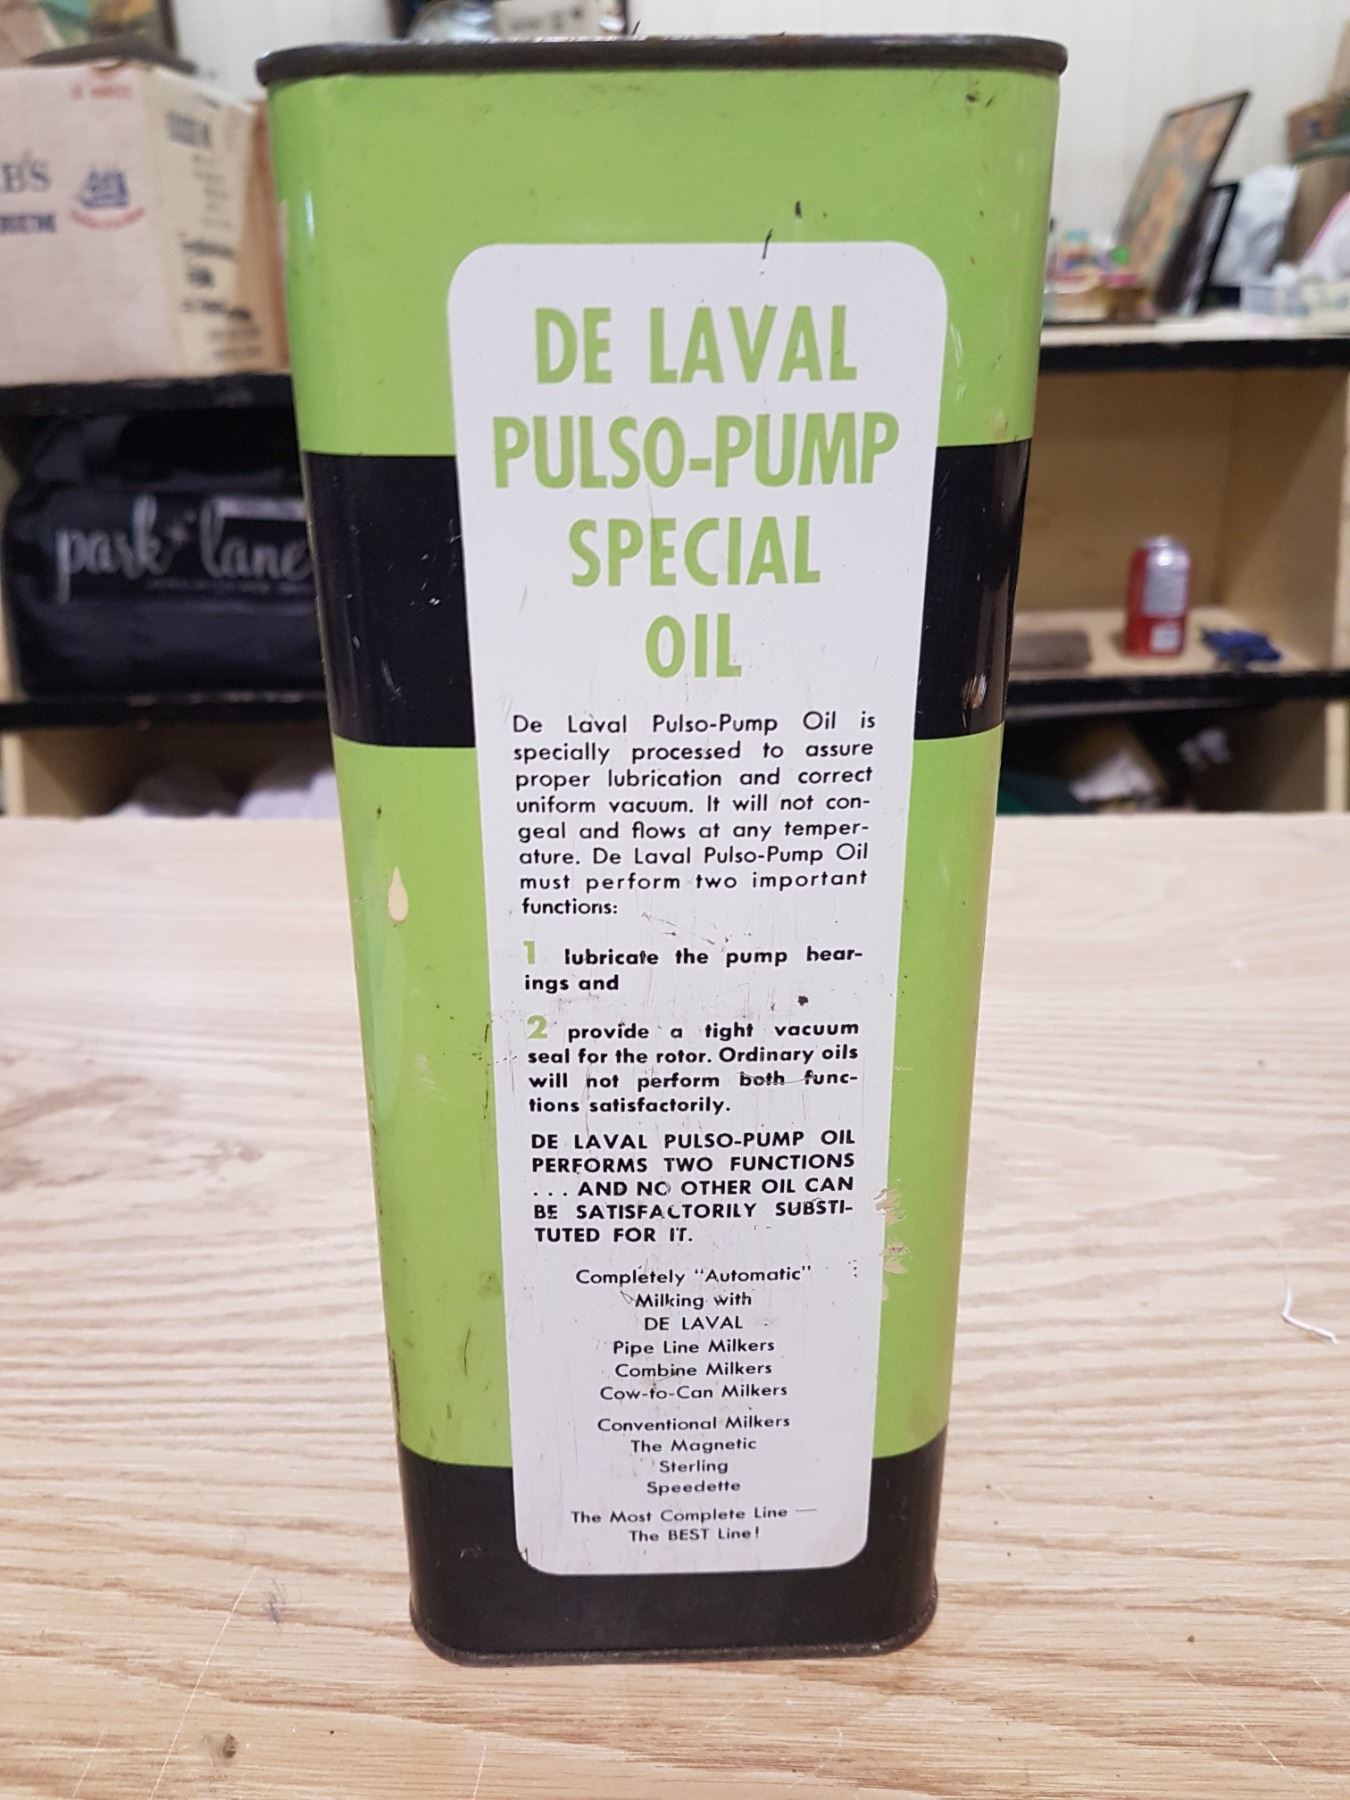 DE LAVAL
PULSO-PUMP
SPECIAL
OIL
De Laval Pulso-Pump Oil is
specially processed to assure
proper lubrication and correct
uniform vacuum. It will not con-
geal and flows at any temper-
ature. De Laval Pulso-Pump Oil
must perform two important
functions:
1 lubricate the pump bear-
ings and
2 provide a tight vacuum
seal for the rotor. Ordinary oils
will not perform both func-
tions satisfactorily.
DE LAVAL PULSO-PUMP OIL
PERFORMS TWO FUNCTIONS
... AND NO OTHER OIL CAN
BE SATISFACTORILY SUBSTI-
TUTED FOR IT.
Completely "Automatic"
Milking with
DE LAVAL
Pipe Line Milkers
Combine Milkers
Cow-to-Can Milkers
Conventional Milkers
The Magnetic
Sterling
Speedette
The Most Complete Line —
The BEST Line!
park lane
B'S